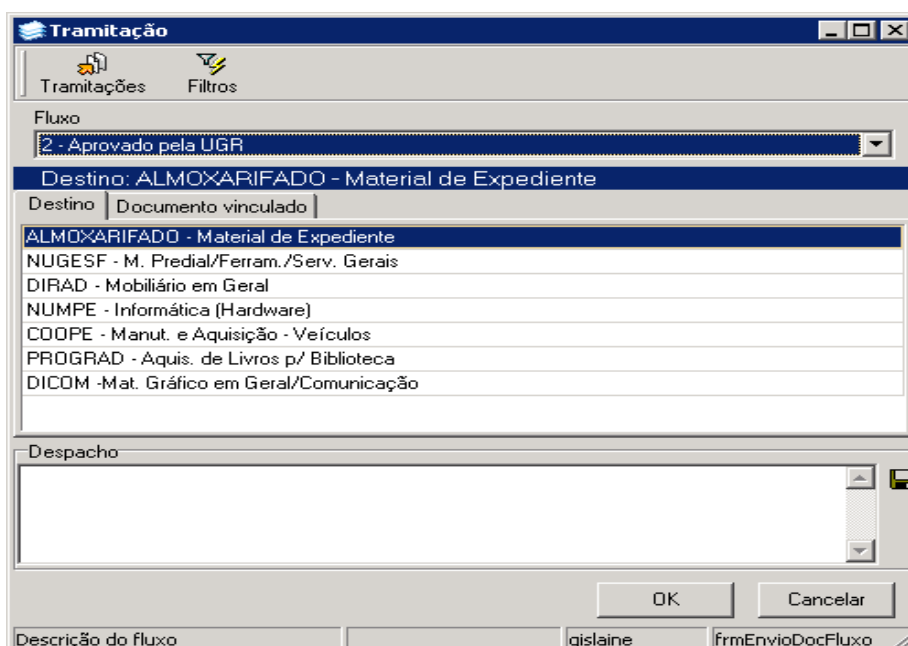 Tramitação
Tramitações Filtros
Fluxo
2 - Aprovado pela UGR
Destino: ALMOXARIFADO - Material de Expediente
Destino Documento vinculado
ALMOXARIFADO - Material de Expediente
NUGESF - M. Predial/Ferram./Serv. Gerais
DIRAD - Mobiliário em Geral
NUMPE - Informática (Hardware)
COOPE - Manut. e Aquisição - Veículos
PROGRAD - Aquis. de Livros p/ Biblioteca
DICOM -Mat. Gráfico em Geral/Comunicação
Despacho
OK Cancelar
Descrição do fluxo gislaine frmEnvioDocFluxo